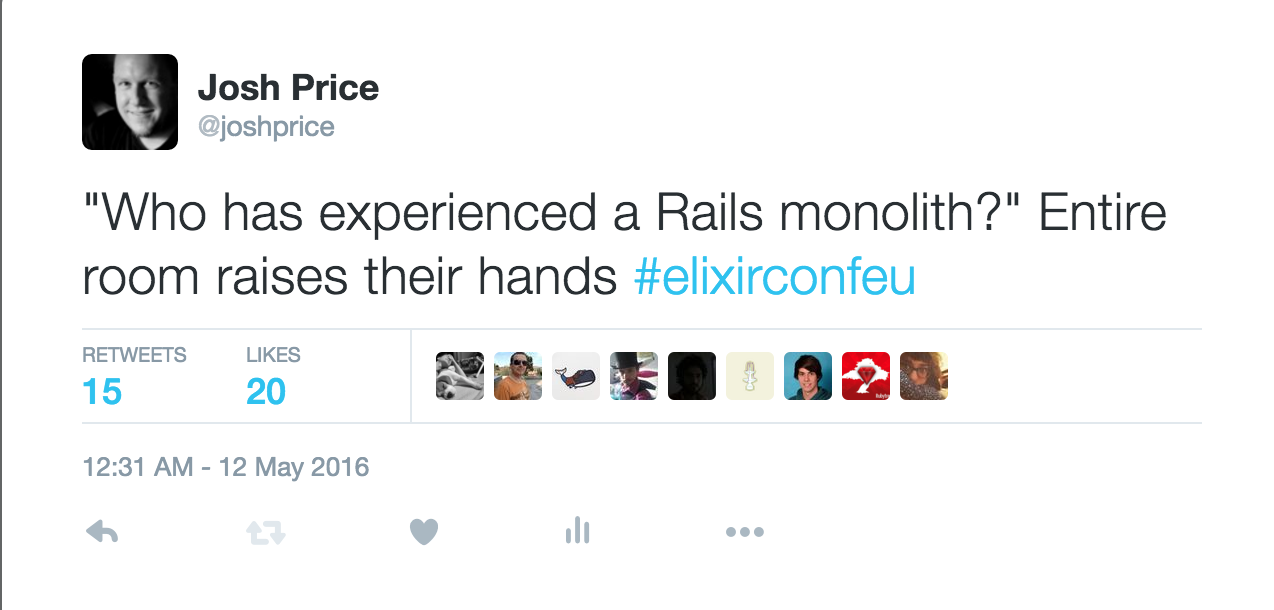 Josh Price
@joshprice
"Who has experienced a Rails monolith?" Entire
room raises their hands #elixirconfeu
RETWEETS LIKES
15 20
12:31 AM - 12 May 2016